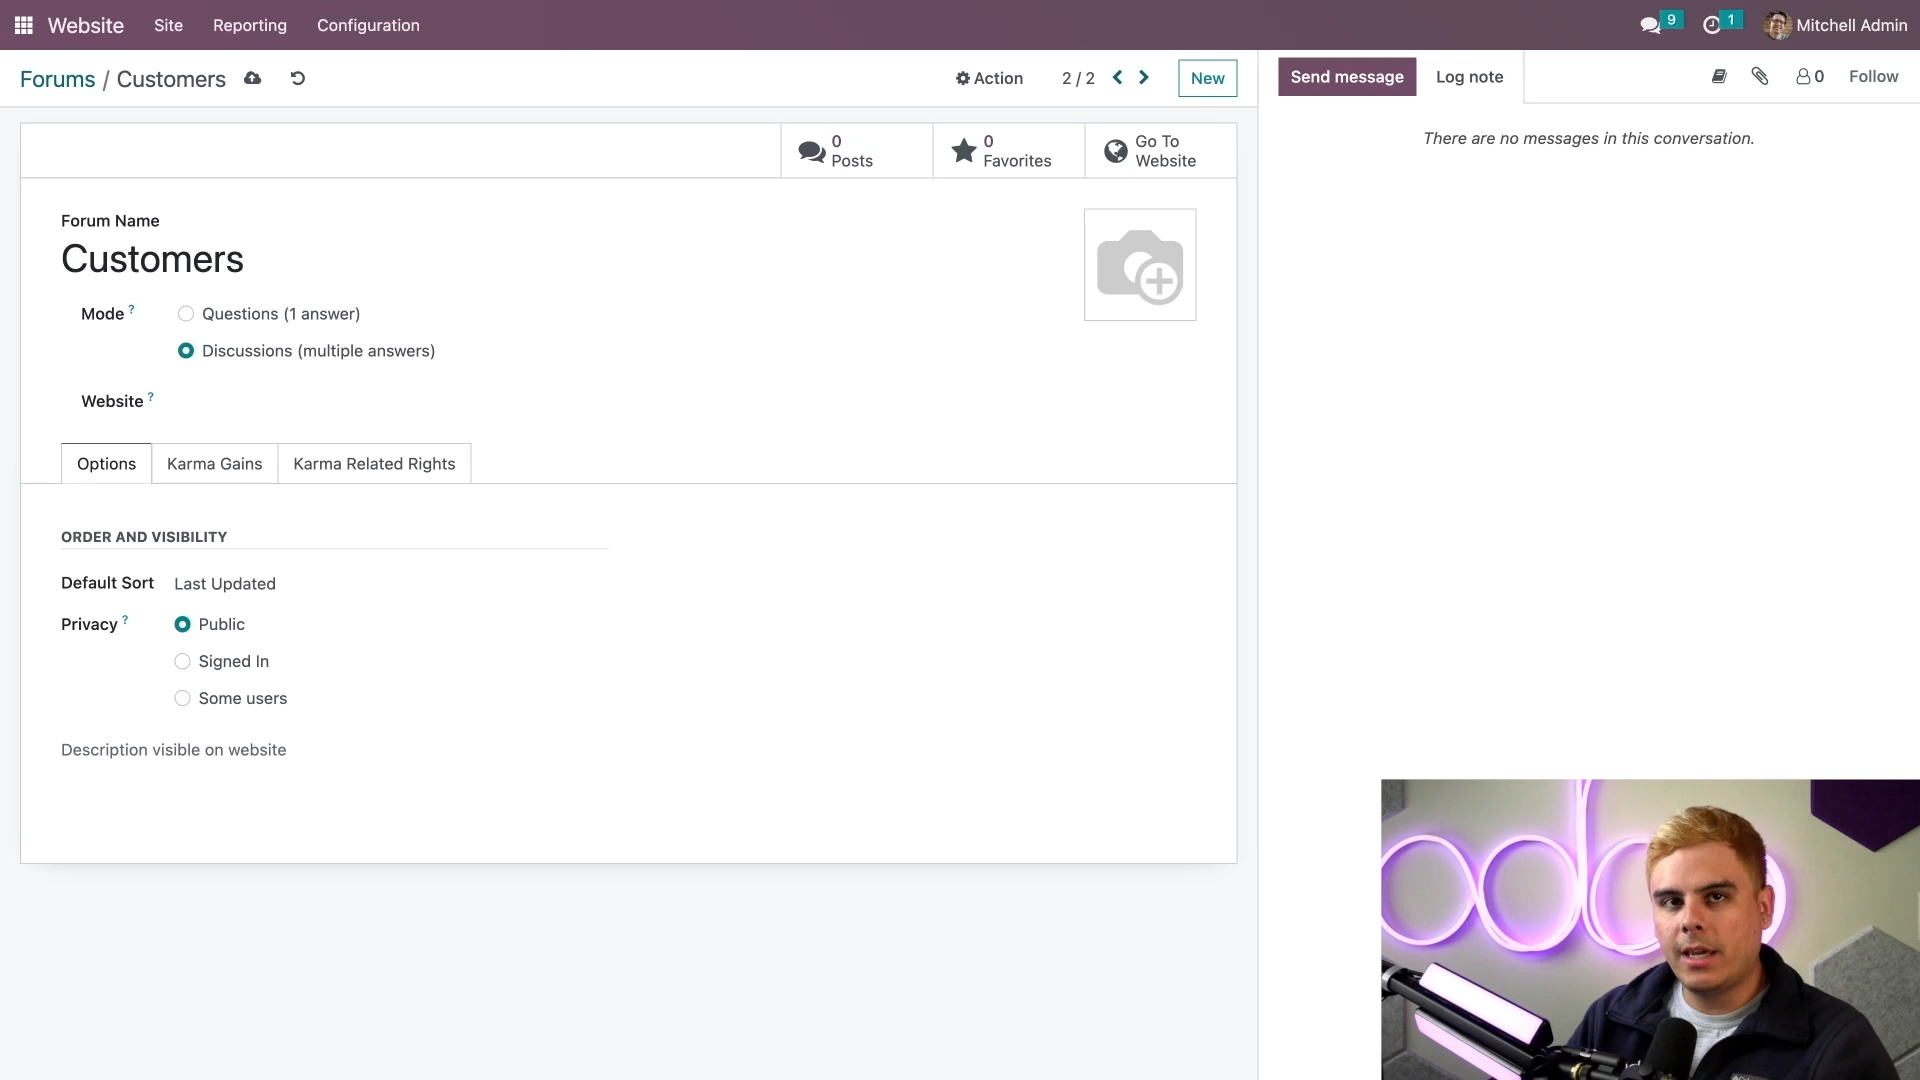 Website Site Reporting Configuration 9 1 Mitchell Admin
Forums / Customers Action 2 / 2 New
Send message Log note 0 Follow
There are no messages in this conversation.
0 Posts
0 Favorites
Go To Website
Forum Name
Customers
Mode ?
Questions (1 answer)
Discussions (multiple answers)
Website ?
Options Karma Gains Karma Related Rights
ORDER AND VISIBILITY
Default Sort Last Updated
Privacy ? Public
Signed In
Some users
Description visible on website
odoo